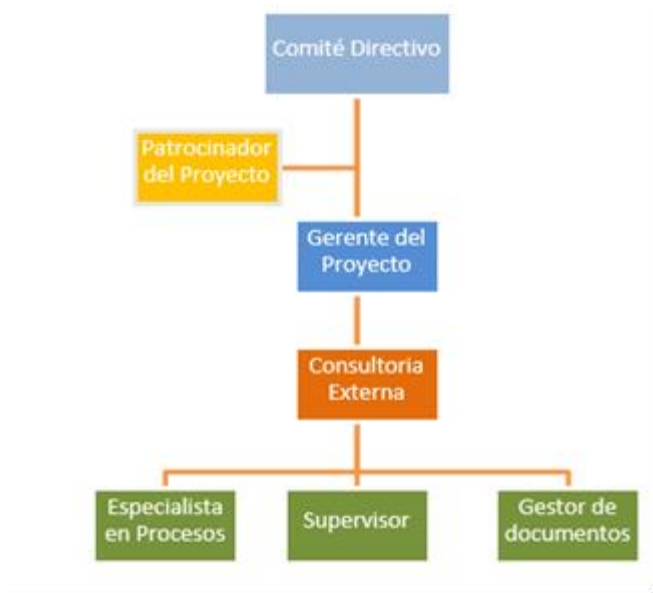 Comité Directivo
Patrocinador
del Proyecto
Gerente del
Proyecto
Consultoria
Externa
Especialista
en Procesos
Supervisor
Gestor de
documentos